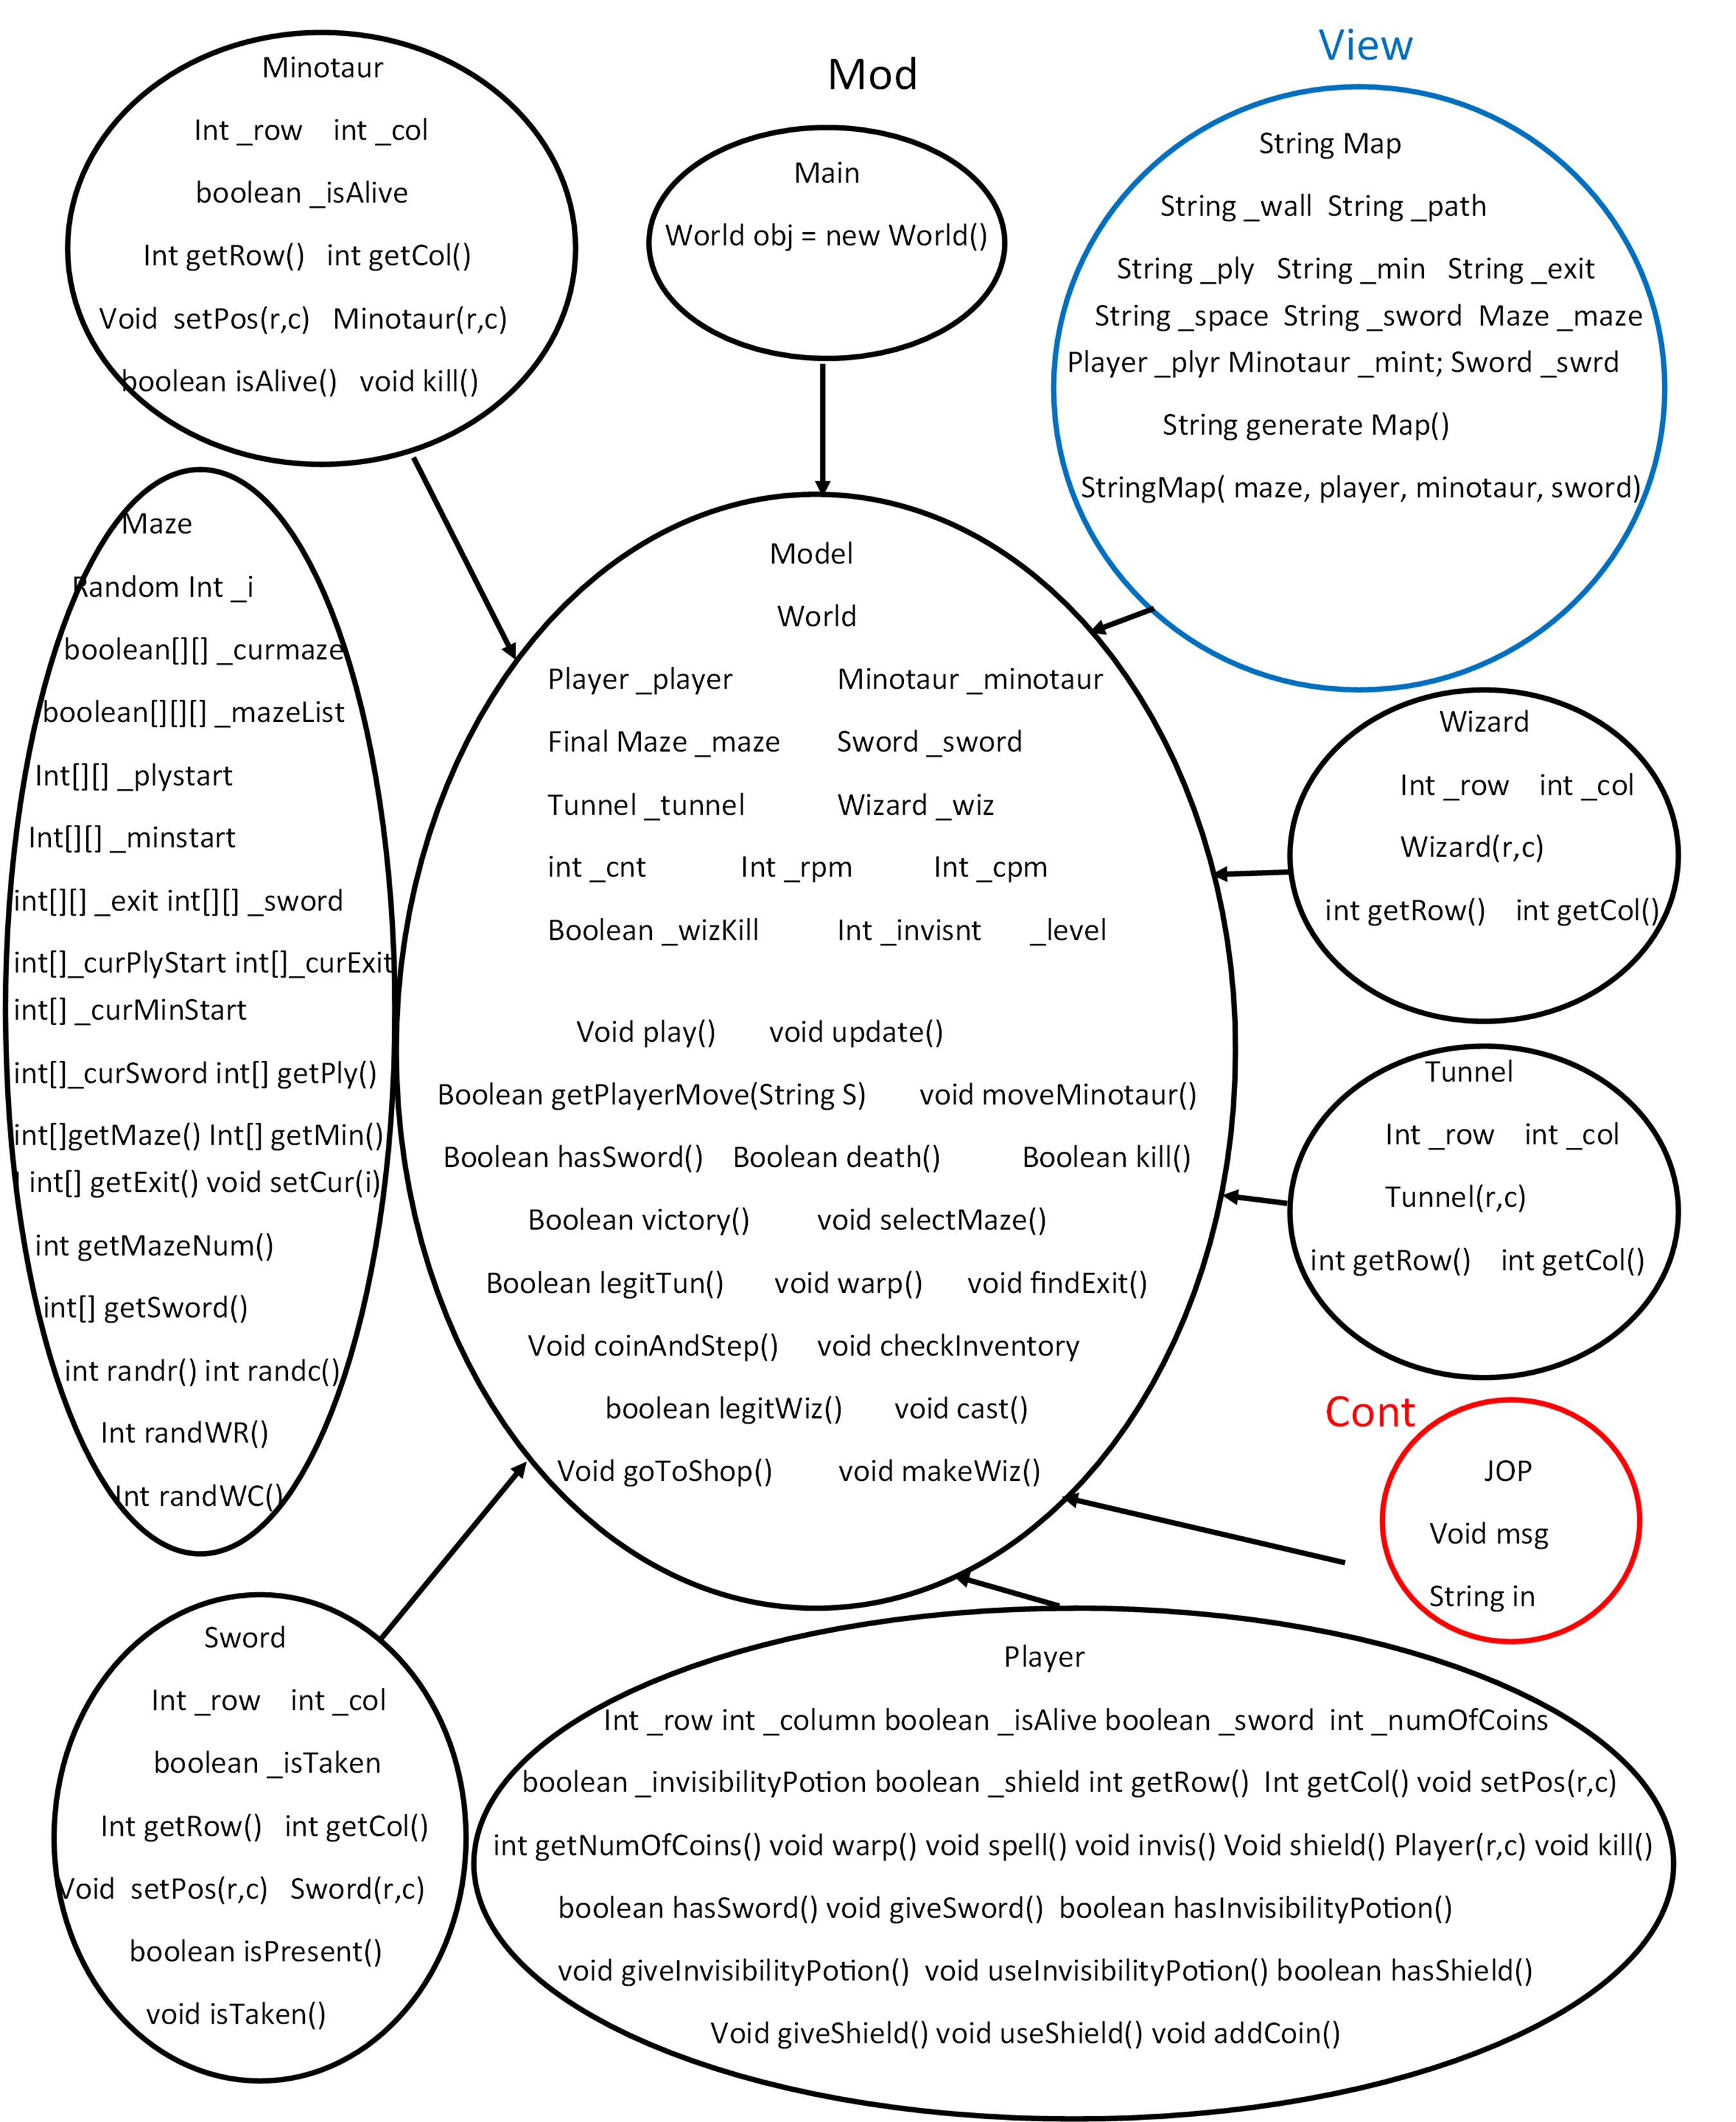 Minotaur
Int _row int _col
boolean _isAlive
Int getRow() int getCol()
Void setPos(r,c) Minotaur(r,c)
boolean isAlive() void kill()
Mod
Main
World obj = new World()
View
String Map
String _wall String _path
String _ply String _min String _exit
String _space String _sword Maze _maze
Player _plyr Minotaur _mint; Sword _swrd
String generate Map()
StringMap( maze, player, minotaur, sword)
Maze
Random Int _i
boolean[][] _curmaze
boolean[][][] _mazeList
Int[][] _plystart
Int[][] _minstart
int[][] _exit int[][] _sword
int[]_curPlyStart int[]_curExit
int[] _curMinStart
int[]_curSword int[] getPly()
int[]getMaze() Int[] getMin()
int[] getExit() void setCur(i)
int getMazeNum()
int[] getSword()
int randr() int randc()
Int randWR()
Int randWC()
Model
World
Player _player Minotaur _minotaur
Final Maze _maze Sword _sword
Tunnel _tunnel Wizard _wiz
int _cnt Int _rpm Int _cpm
Boolean _wizKill Int _invisnt _level
Void play() void update()
Boolean getPlayerMove(String S) void moveMinotaur()
Boolean hasSword() Boolean death() Boolean kill()
Boolean victory() void selectMaze()
Boolean legitTun() void warp() void findExit()
Void coinAndStep() void checkInventory
boolean legitWiz() void cast()
Void goToShop() void makeWiz()
Wizard
Int _row int _col
Wizard(r,c)
int getRow() int getCol()
Tunnel
Int _row int _col
Tunnel(r,c)
int getRow() int getCol()
Cont
JOP
Void msg
String in
Sword
Int _row int _col
boolean _isTaken
Int getRow() int getCol()
Void setPos(r,c) Sword(r,c)
boolean isPresent()
void isTaken()
Player
Int _row int _column boolean _isAlive boolean _sword int _numOfCoins
boolean _invisibilityPotion boolean _shield int getRow() Int getCol() void setPos(r,c)
int getNumOfCoins() void warp() void spell() void invis() Void shield() Player(r,c) void kill()
boolean hasSword() void giveSword() boolean hasInvisibilityPotion()
void giveInvisibilityPotion() void useInvisibilityPotion() boolean hasShield()
Void giveShield() void useShield() void addCoin()